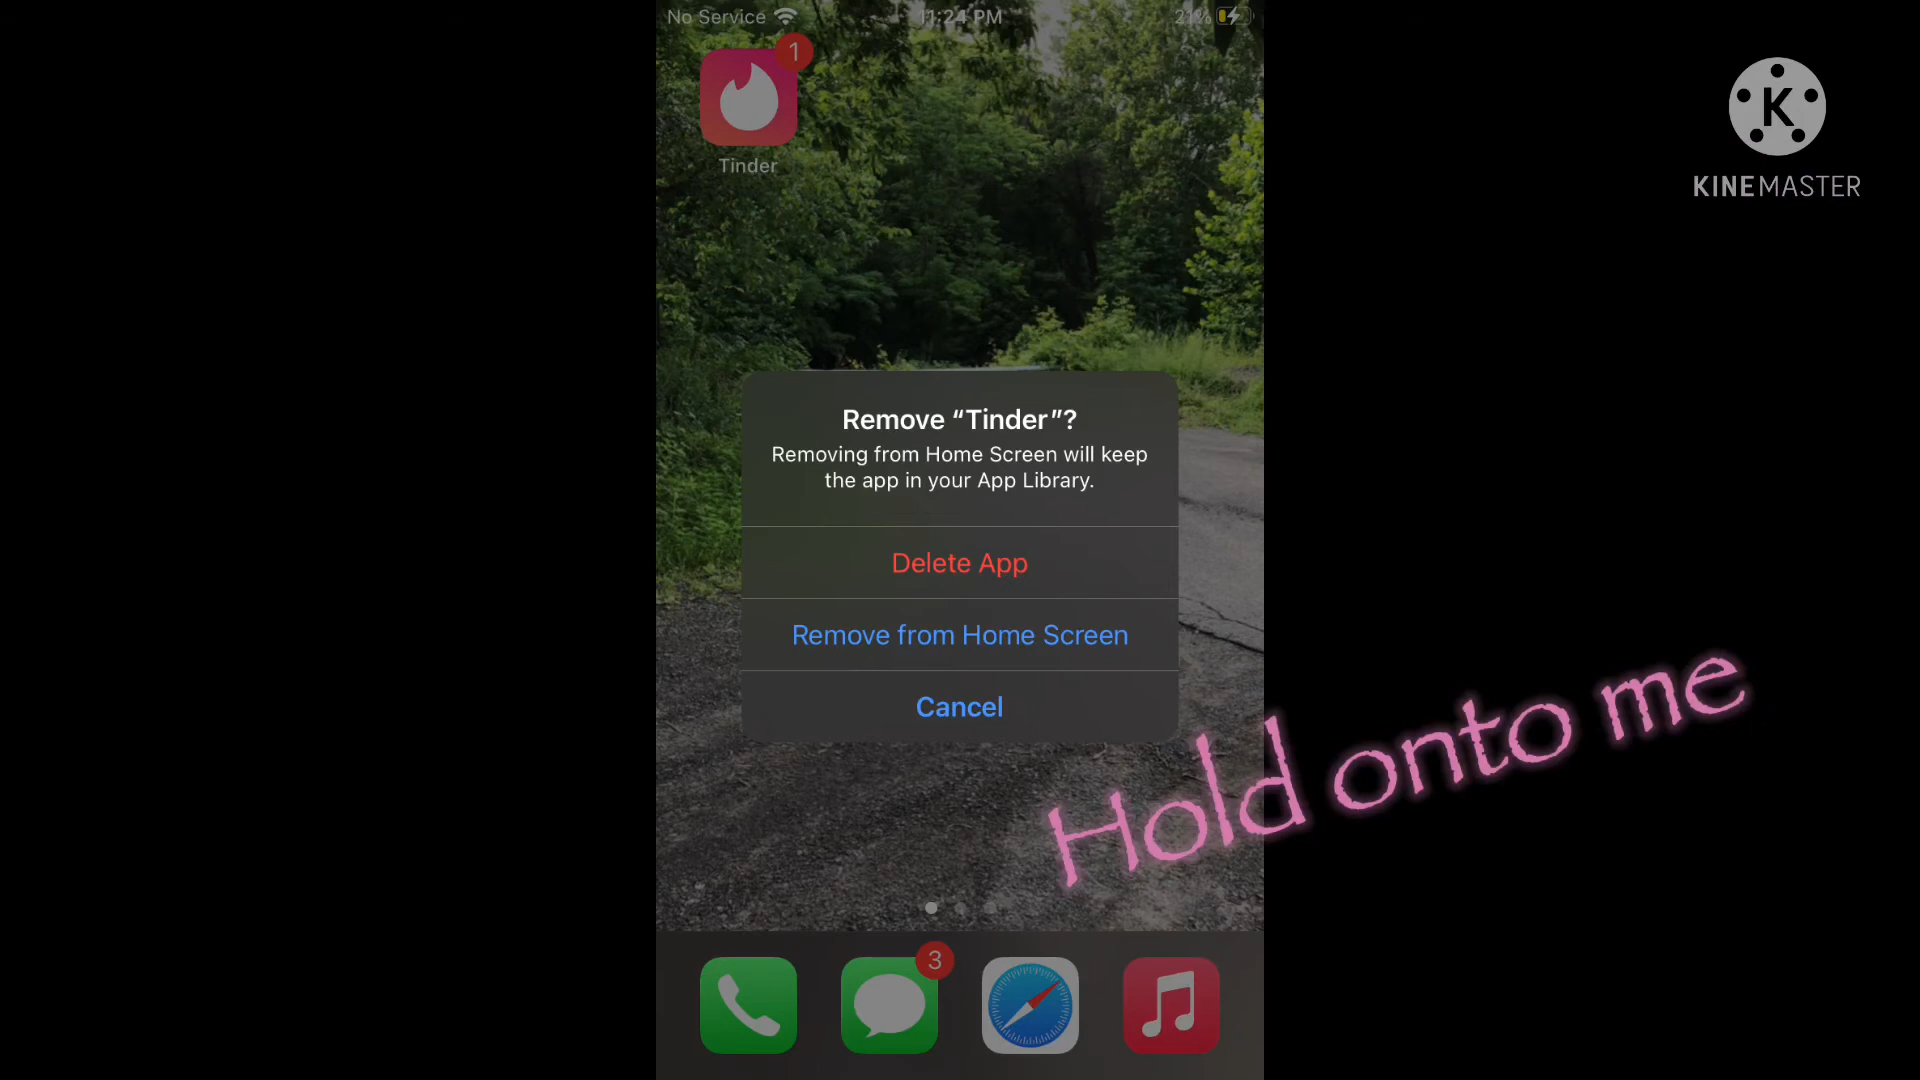 No Service
11:24 PM
21%
1
Tinder
K
KINEMASTER
Remove “Tinder”?
Removing from Home Screen will keep
the app in your App Library.
Delete App
Remove from Home Screen
Cancel
Hold onto me
3